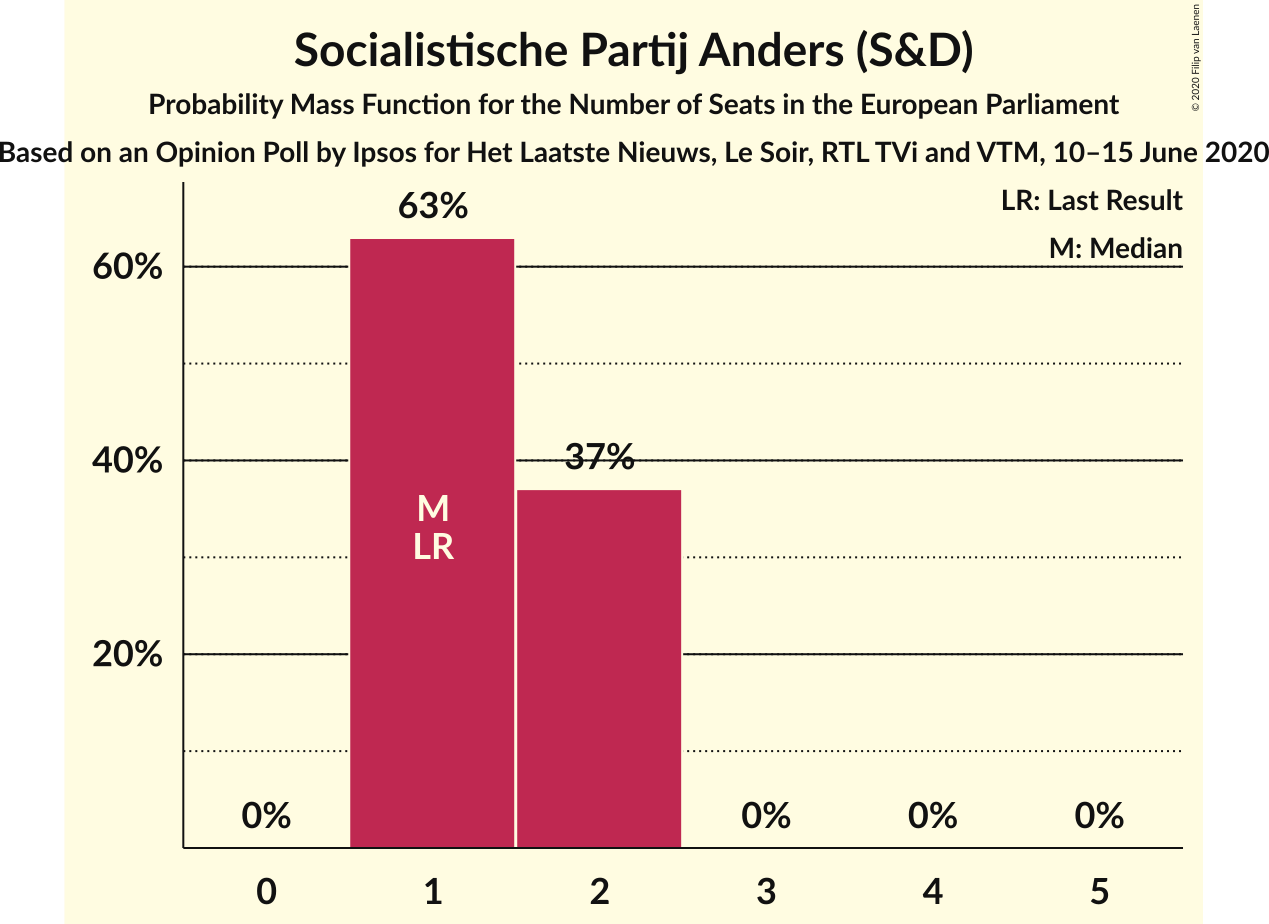 Socialistische Partij Anders (S&D)
Probability Mass Function for the Number of Seats in the European Parliament
Based on an Opinion Poll by Ipsos for Het Laatste Nieuws, Le Soir, RTL TVi and VTM, 10–15 June 2020
© 2020 Filip van Laenen
LR: Last Result
M: Median
63%
60%
40%
37%
M
LR
20%
0%
0%
0%
0%
0
1
2
3
4
5